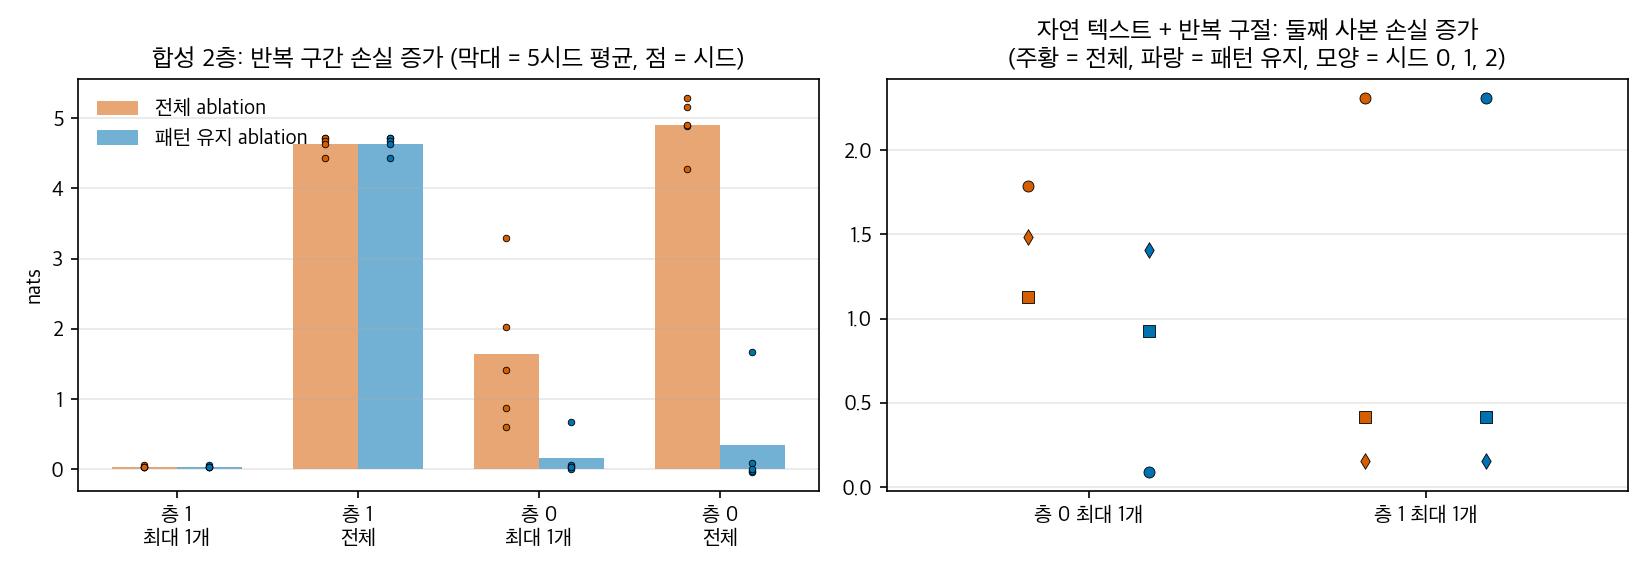 합성 2층: 반복 구간 손실 증가 (막대 = 5시드 평균, 점 = 시드)
전체 ablation
패턴 유지 ablation
nats
5
4
3
2
1
0
층 1
최대 1개
층 1
전체
층 0
최대 1개
층 0
전체
자연 텍스트 + 반복 구절: 둘째 사본 손실 증가
(주황 = 전체, 파랑 = 패턴 유지, 모양 = 시드 0, 1, 2)
2.0
1.5
1.0
0.5
0.0
층 0 최대 1개
층 1 최대 1개